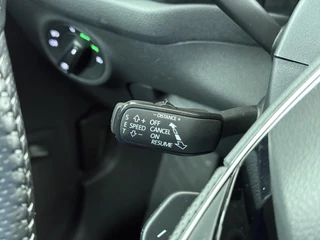 - DISTANCE +
S + OFF
E SPEED CANCEL
T - ON
RESUME